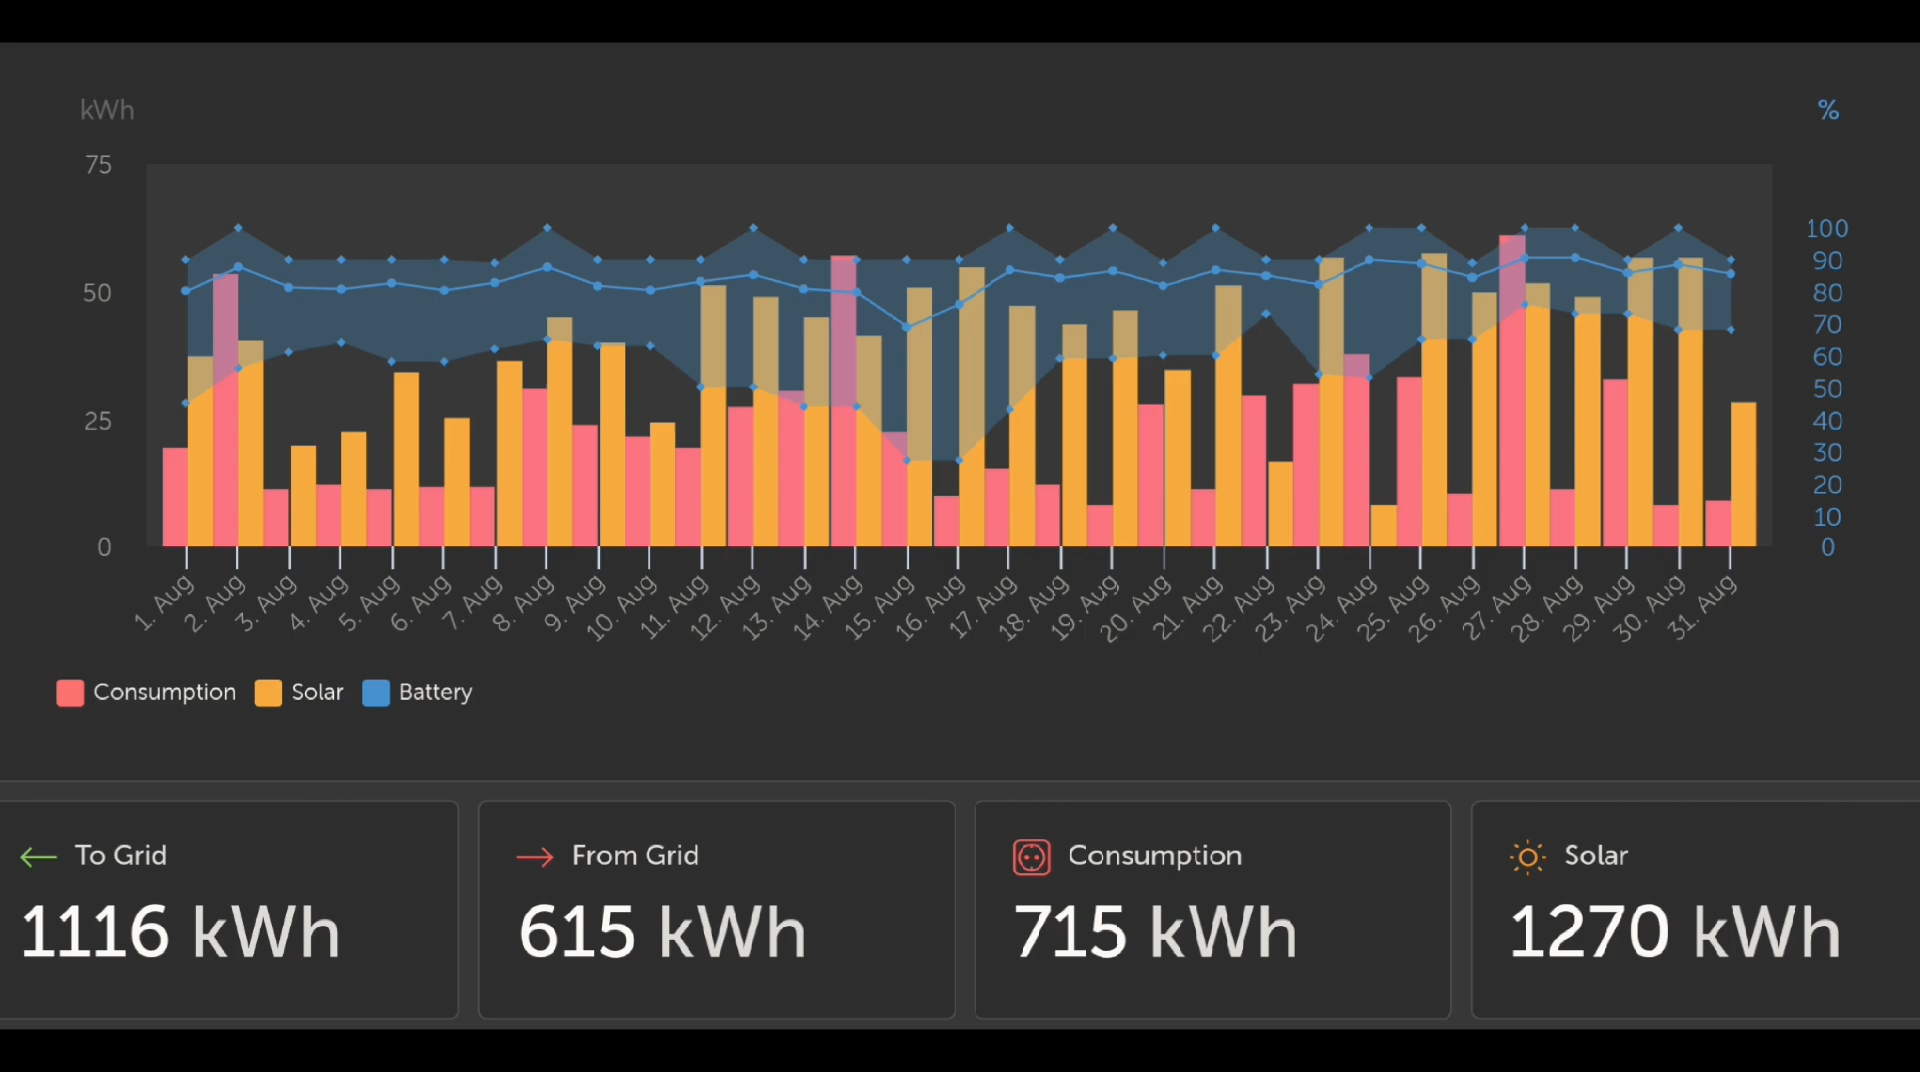 kWh %
75
100
90
50 80
70
60
50
25 40
30
20
10
0 0
1. Aug 2. Aug 3. Aug 4. Aug 5. Aug 6. Aug 7. Aug 8. Aug 9. Aug 10. Aug 11. Aug 12. Aug 13. Aug 14. Aug 15. Aug 16. Aug 17. Aug 18. Aug 19. Aug 20. Aug 21. Aug 22. Aug 23. Aug 24. Aug 25. Aug 26. Aug 27. Aug 28. Aug 29. Aug 30. Aug 31. Aug
Consumption Solar Battery
To Grid From Grid Consumption Solar
1116 kWh 615 kWh 715 kWh 1270 kWh